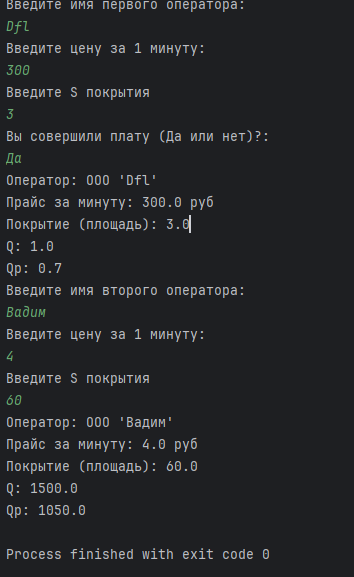 Введите имя первого оператора:
Dfl
Введите цену за 1 минуту:
300
Введите S покрытия
3
Вы совершили плату (Да или нет)?:
Да
Оператор: ООО 'Dfl'
Прайс за минуту: 300.0 руб
Покрытие (площадь): 3.0
Q: 1.0
Qp: 0.7
Введите имя второго оператора:
Вадим
Введите цену за 1 минуту:
4
Введите S покрытия
60
Оператор: ООО 'Вадим'
Прайс за минуту: 4.0 руб
Покрытие (площадь): 60.0
Q: 1500.0
Qp: 1050.0
Process finished with exit code 0